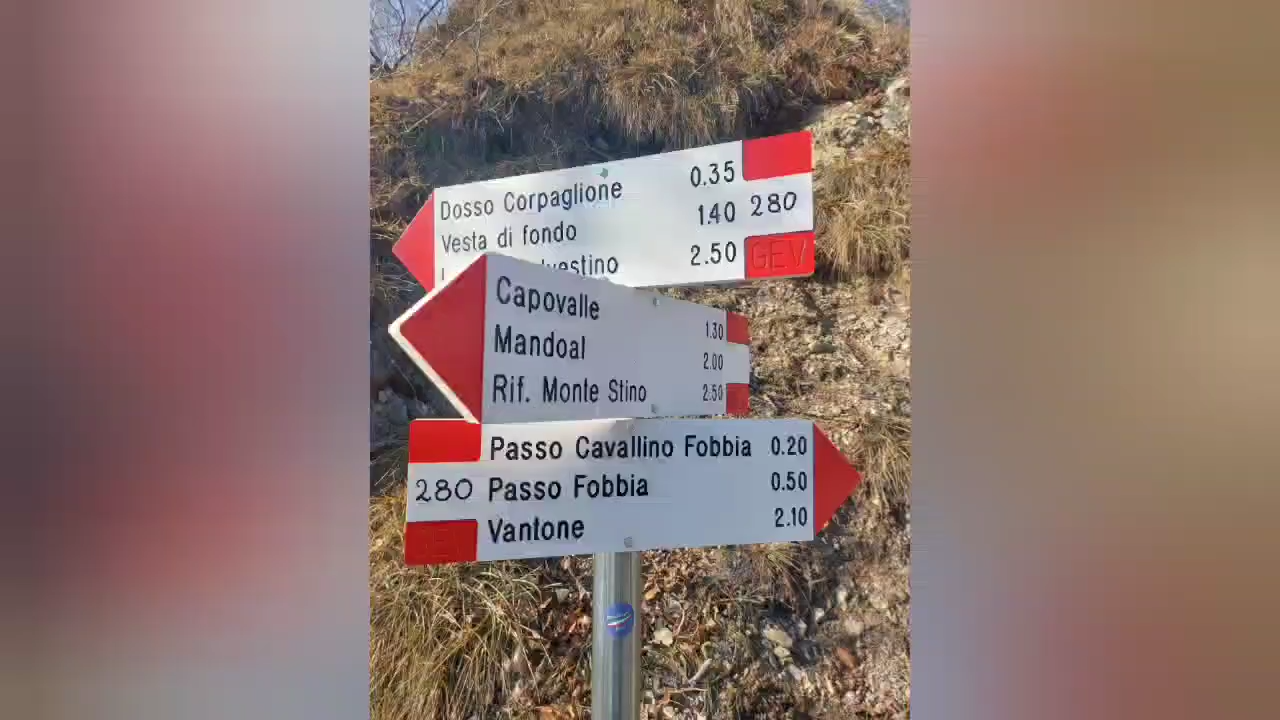 Dosso Corpaglione 0.35
Vesta di fondo 1.40 280
2.50 GEV
Capovalle 1.30
Mandoal 2.00
Rif. Monte Stino 2.50
Passo Cavallino Fobbia 0.20
280 Passo Fobbia 0.50
GEV Vantone 2.10